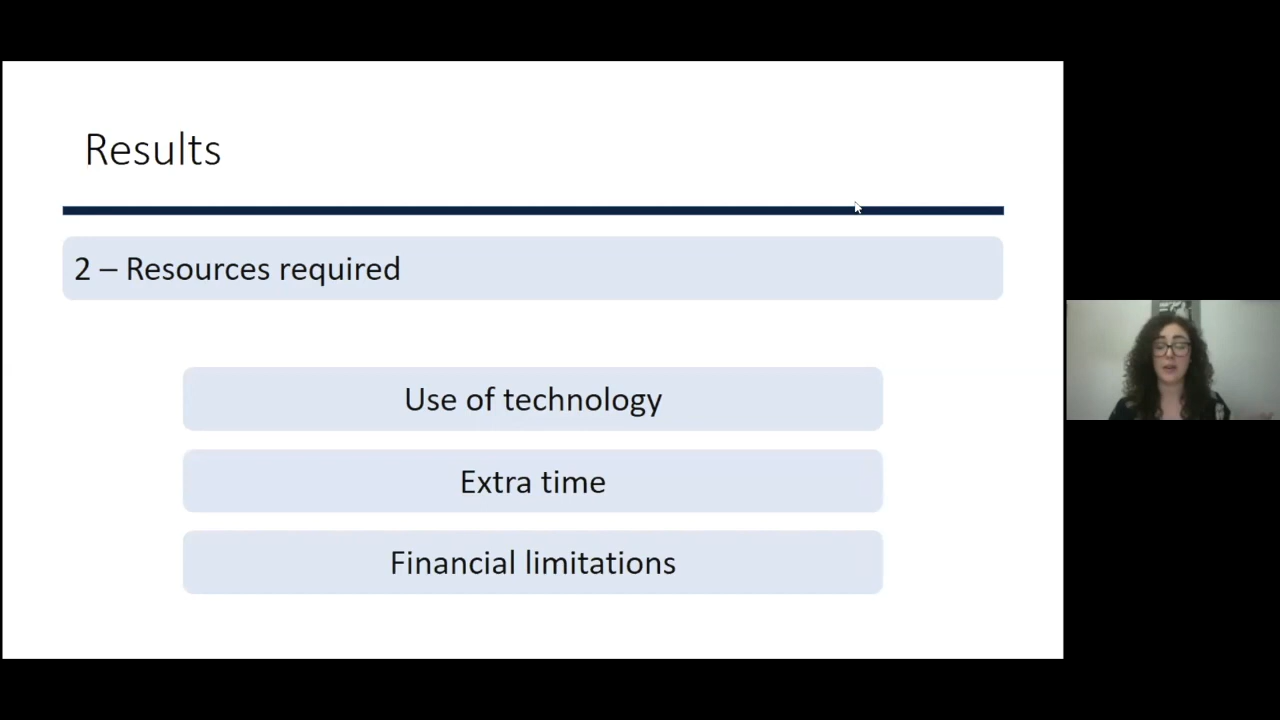 Results
2 – Resources required
Use of technology
Extra time
Financial limitations